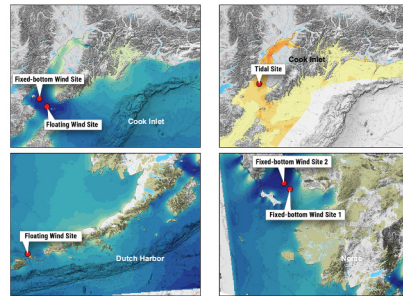 Fixed-bottom Wind Site
Floating Wind Site
Cook Inlet
Cook Inlet
Tidal Site
Floating Wind Site
Dutch Harbor
Fixed-bottom Wind Site 2
Fixed-bottom Wind Site 1
Nome